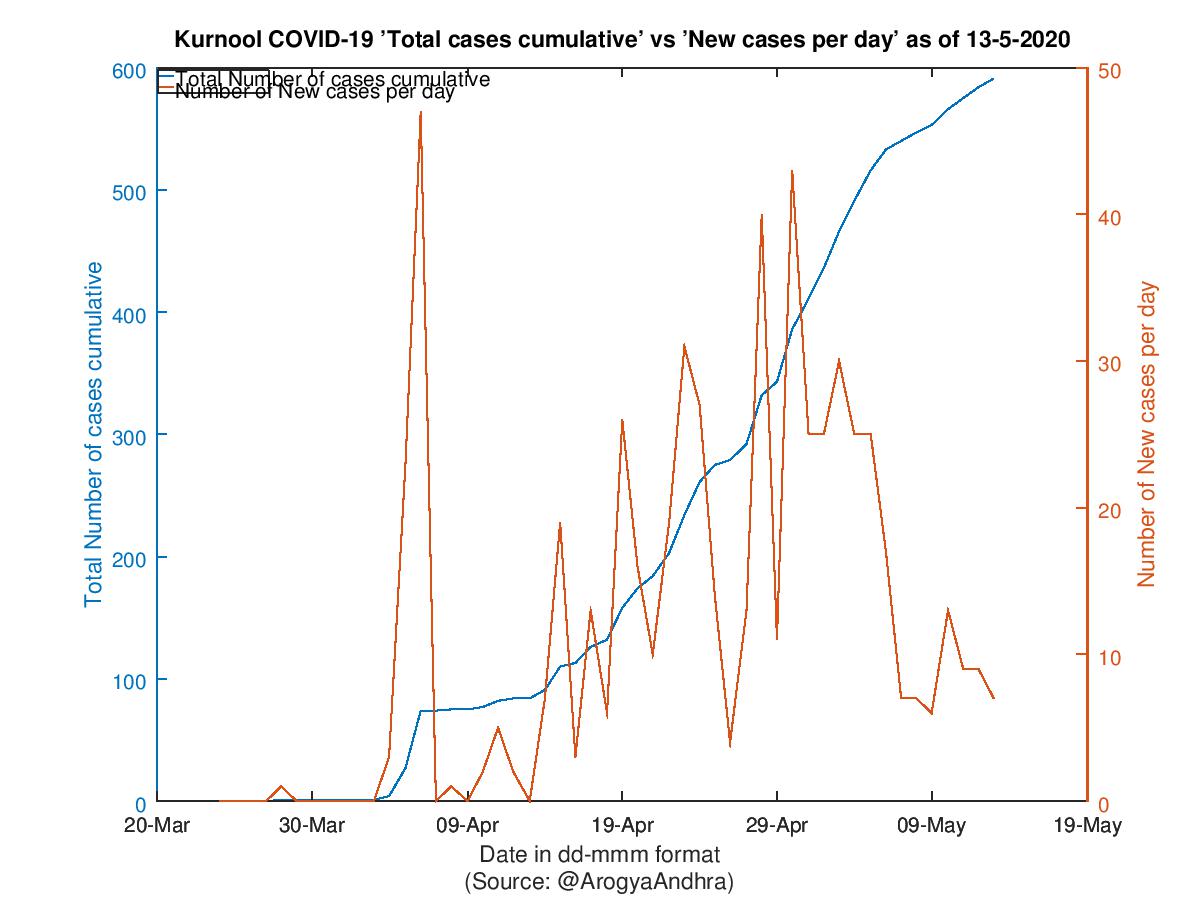 Kurnool COVID-19 ’Total cases cumulative’ vs ’New cases per day’ as of 13-5-2020
Total Number of cases cumulative
Number of New cases per day
600
500
400
300
200
100
0
Total Number of cases cumulative
50
40
30
20
10
0
Number of New cases per day
20-Mar 30-Mar 09-Apr 19-Apr 29-Apr 09-May 19-May
Date in dd-mmm format
(Source: @ArogyaAndhra)